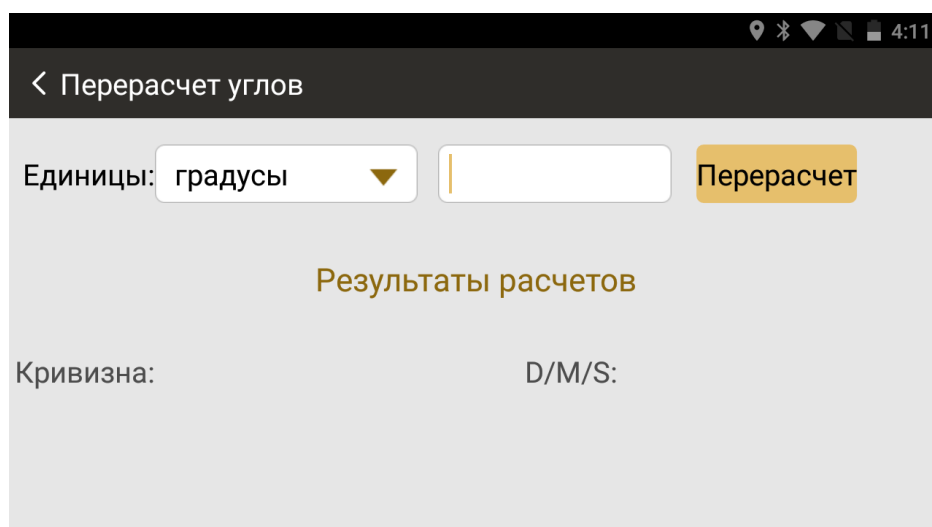 4:11
Перерасчет углов
Единицы: градусы Перерасчет
Результаты расчетов
Кривизна: D/M/S: